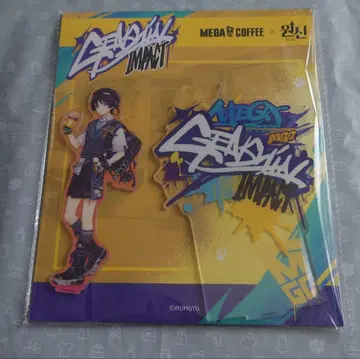 GENSHIN
IMPACT
MEGA COFFEE × 원신
MEGA
GENSHIN
IMPACT
©miHoYo